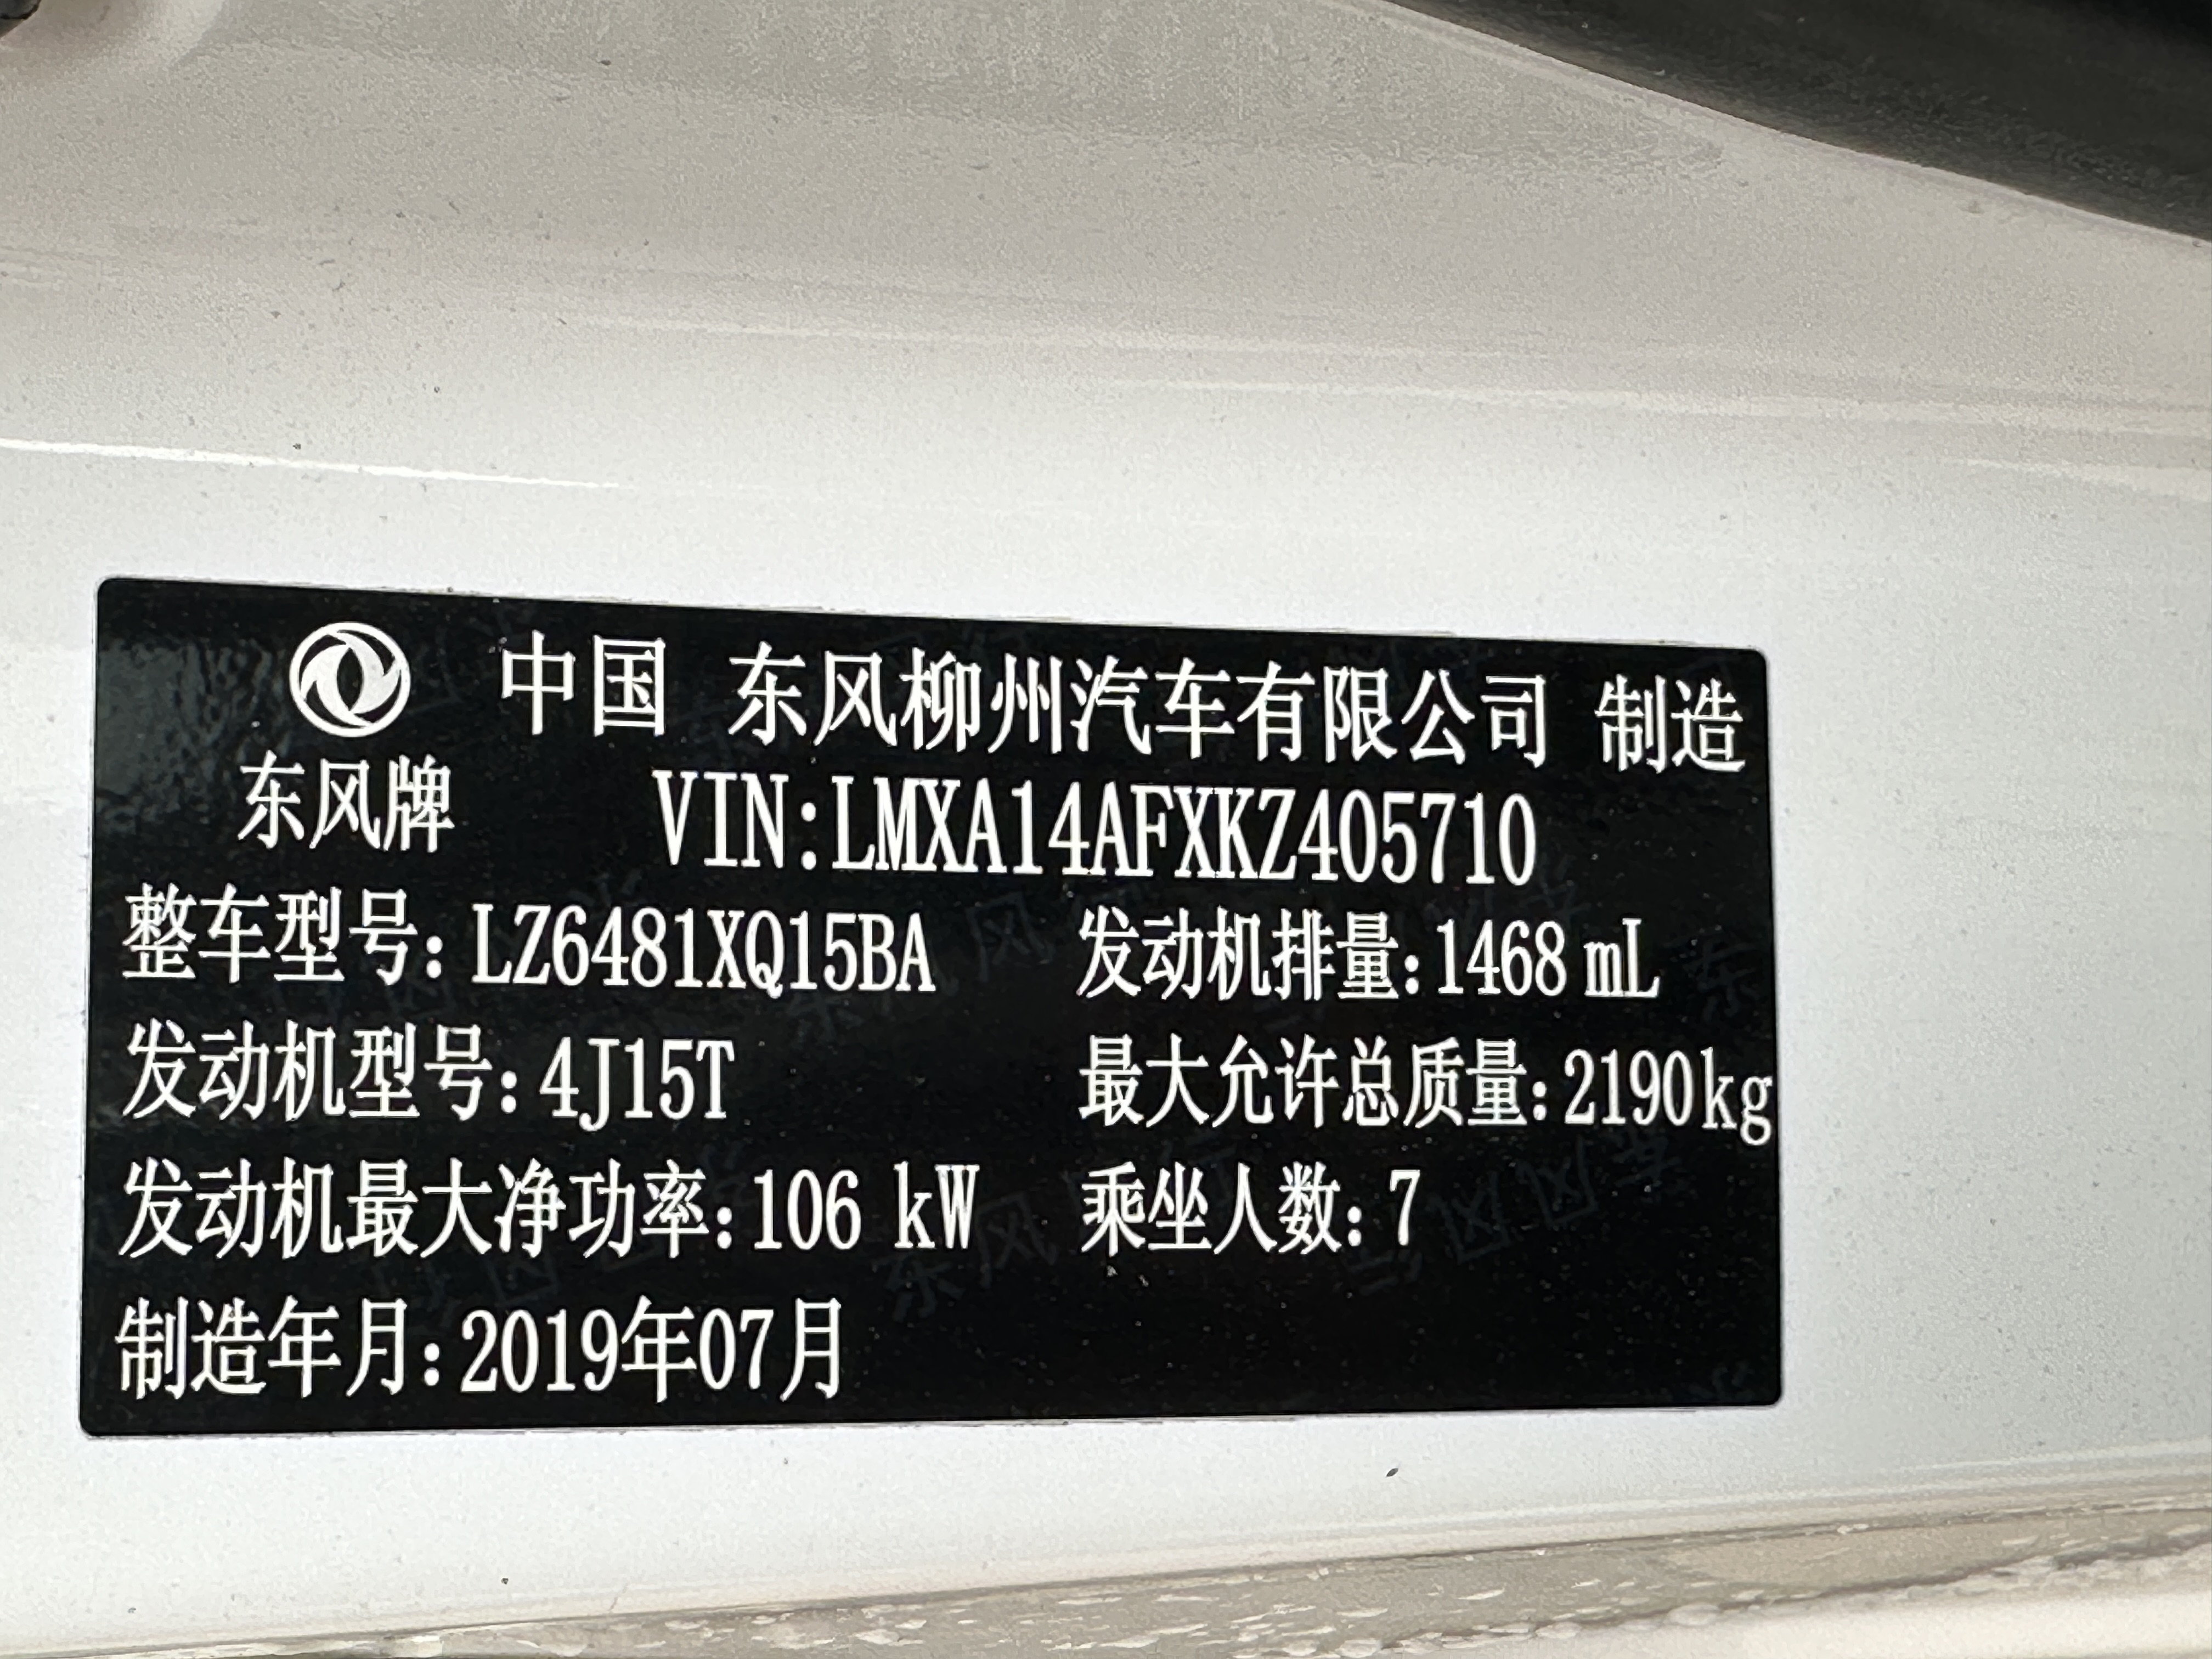 中国 东风柳州汽车有限公司 制造
东风牌 VIN:LMXA14AFXKZ405710
整车型号: LZ6481XQ15BA 发动机排量:1468 mL
发动机型号:4J15T 最大允许总质量:2190kg
发动机最大净功率:106 kW 乘坐人数: 7
制造年月:2019年07月